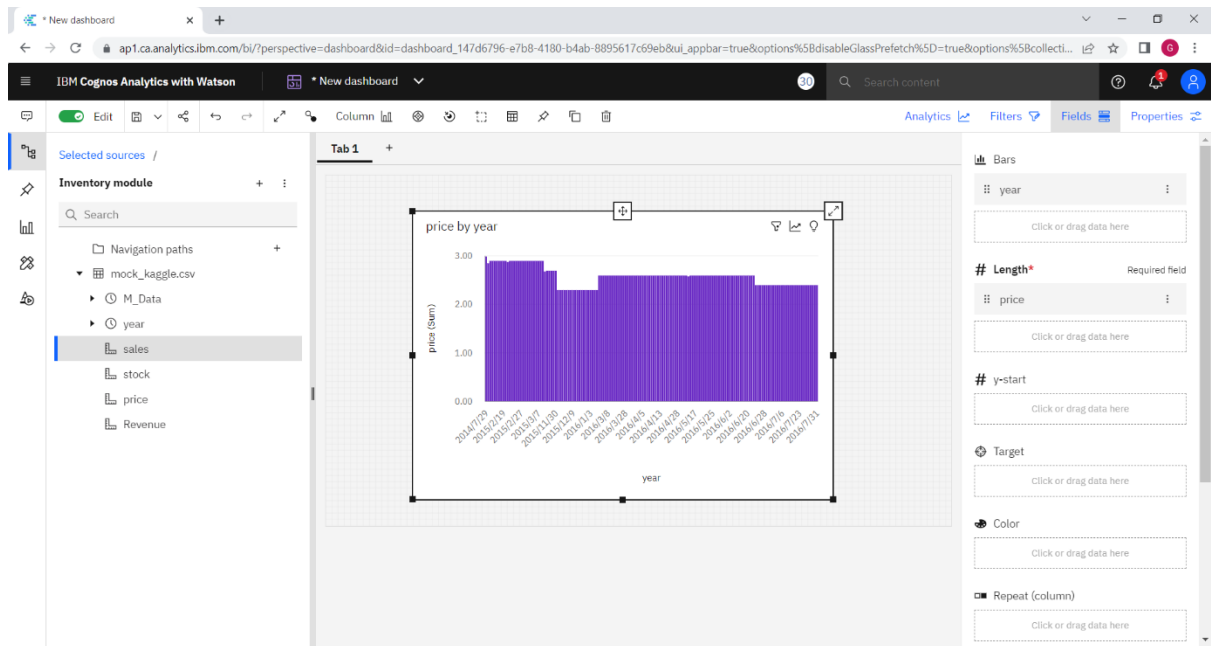 * New dashboard
ap1.ca.analytics.ibm.com/bi/?perspective=dashboard&id=dashboard_147d6796-e7b8-4180-b4ab-8895617c69eb&ui_appbar=true&options%5BdisableGlassPrefetch%5D=true&options%5Bcollecti...
G
IBM Cognos Analytics with Watson
* New dashboard
30
Search content
1
Edit
Column
Analytics
Filters
Fields
Properties
Selected sources /
Inventory module
Search
Navigation paths
mock_kaggle.csv
M_Data
year
sales
stock
price
Revenue
Tab 1
price by year
3.00
2.00
1.00
0.00
price (Sum)
2014/7/29
2015/2/19
2015/2/27
2015/3/7
2015/11/30
2015/12/9
2016/1/3
2016/3/8
2016/3/28
2016/4/5
2016/4/13
2016/4/28
2016/5/17
2016/5/25
2016/6/2
2016/6/20
2016/6/28
2016/7/6
2016/7/23
2016/7/31
year
Bars
year
Click or drag data here
# Length* Required field
price
Click or drag data here
# y-start
Click or drag data here
Target
Click or drag data here
Color
Click or drag data here
Repeat (column)
Click or drag data here